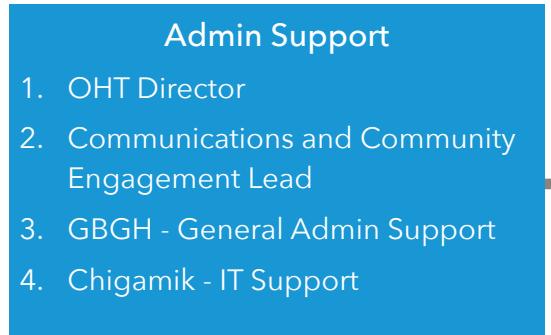 Admin Support
1. OHT Director
2. Communications and Community
Engagement Lead
3. GBGH - General Admin Support
4. Chigamik - IT Support